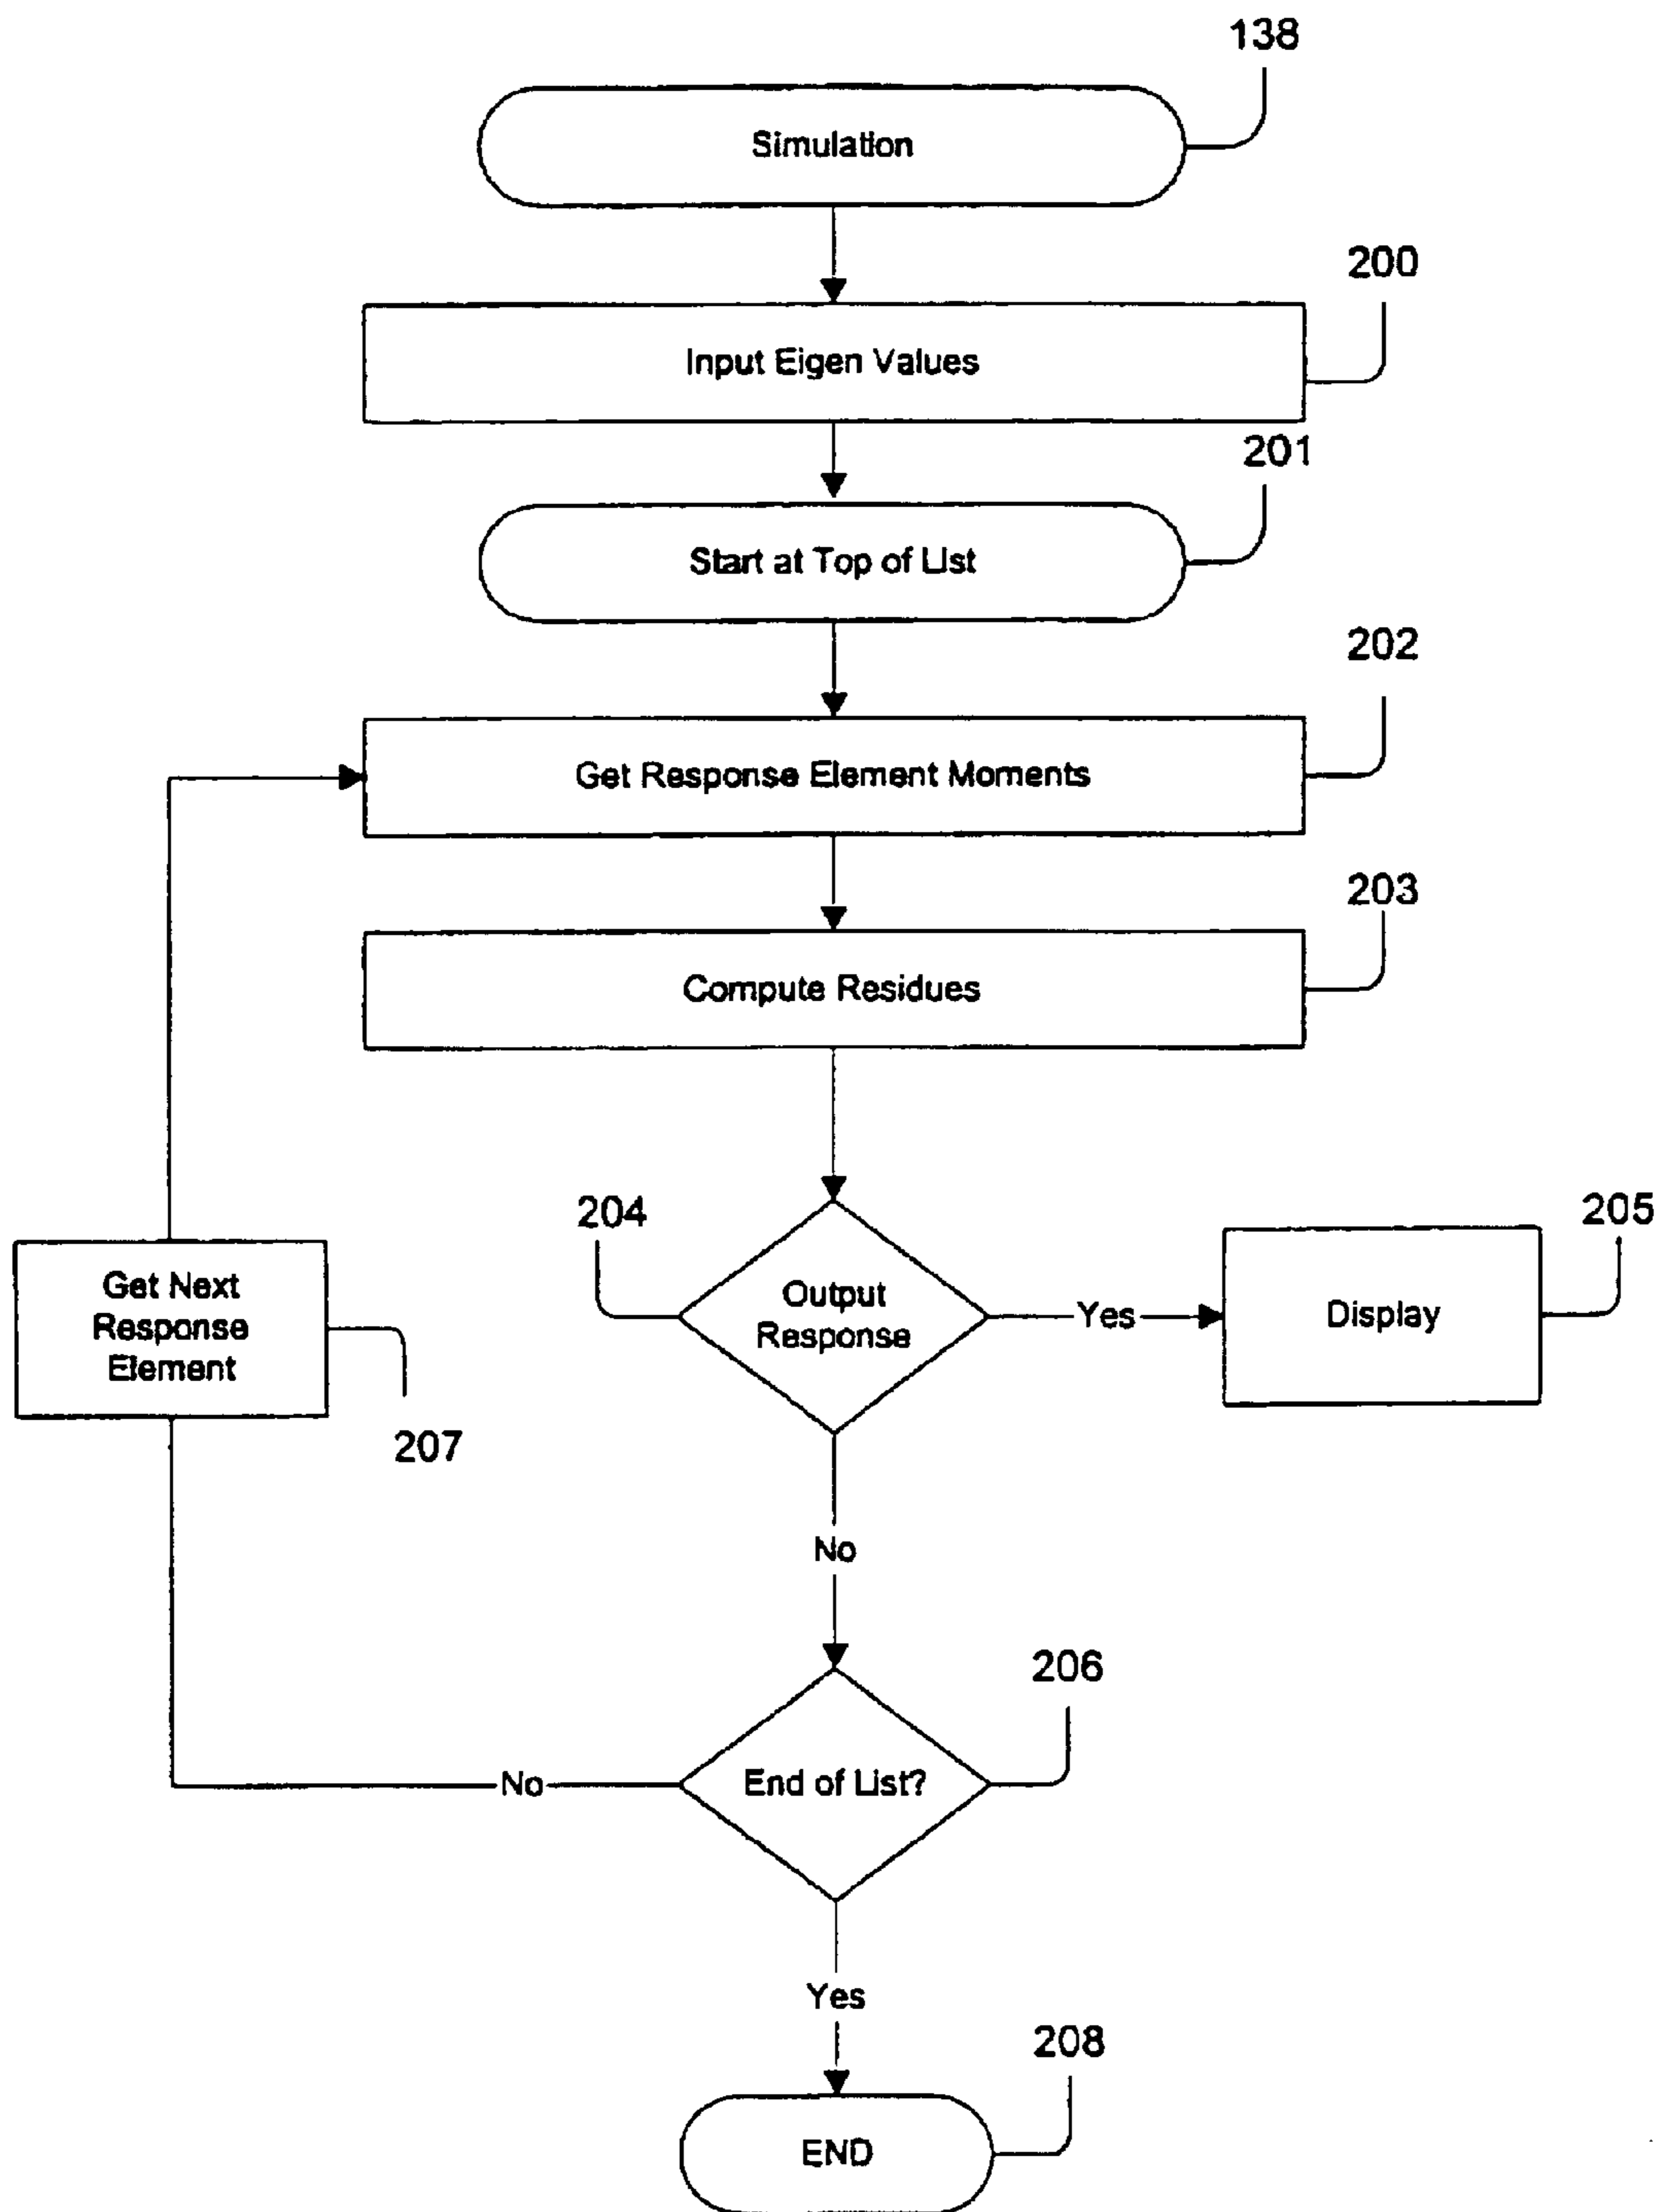 138
Simulation
200
Input Eigen Values
201
Start at Top of List
202
Get Response Element Moments
203
Compute Residues
204
205
Output
Response
Yes
Display
Get Next
Response
Element
207
No
206
End of List?
No
Yes
208
END